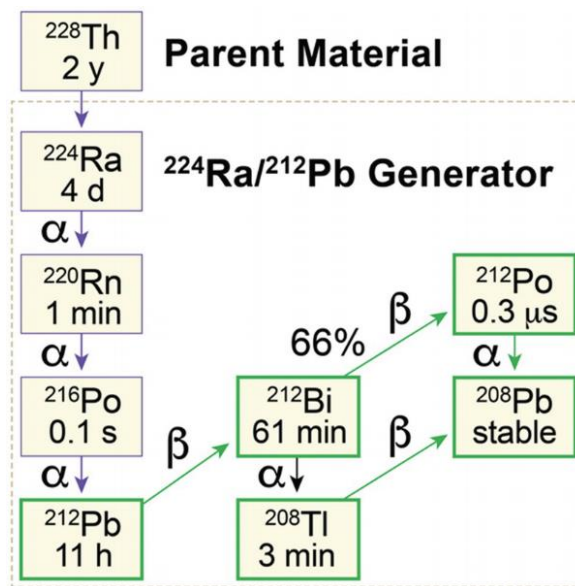 ²²⁸Th
2 y
Parent Material
²²⁴Ra
4 d
²²⁴Ra/²¹²Pb Generator
α
²²⁰Rn
1 min
α
²¹⁶Po
0.1 s
α
²¹²Pb
11 h
β
66%
²¹²Bi
61 min
α
²⁰⁸Tl
3 min
β
²¹²Po
0.3 μs
α
β
²⁰⁸Pb
stable